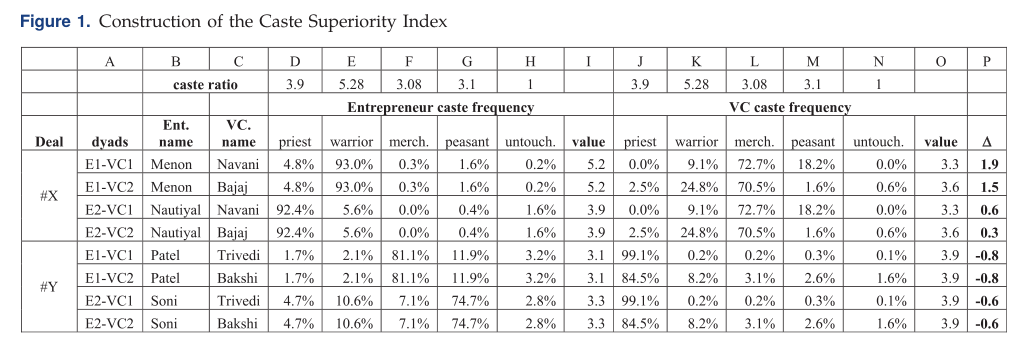 Figure 1. Construction of the Caste Superiority Index
A B C D E F G H I J K L M N O P
caste ratio 3.9 5.28 3.08 3.1 1 3.9 5.28 3.08 3.1 1
Entrepreneur caste frequency VC caste frequency
Ent. VC.
Deal dyads name name priest warrior merch. peasant untouch. value priest warrior merch. peasant untouch. value Δ
E1-VC1 Menon Navani 4.8% 93.0% 0.3% 1.6% 0.2% 5.2 0.0% 9.1% 72.7% 18.2% 0.0% 3.3 1.9
#X
E1-VC2 Menon Bajaj 4.8% 93.0% 0.3% 1.6% 0.2% 5.2 2.5% 24.8% 70.5% 1.6% 0.6% 3.6 1.5
E2-VC1 Nautiyal Navani 92.4% 5.6% 0.0% 0.4% 1.6% 3.9 0.0% 9.1% 72.7% 18.2% 0.0% 3.3 0.6
E2-VC2 Nautiyal Bajaj 92.4% 5.6% 0.0% 0.4% 1.6% 3.9 2.5% 24.8% 70.5% 1.6% 0.6% 3.6 0.3
E1-VC1 Patel Trivedi 1.7% 2.1% 81.1% 11.9% 3.2% 3.1 99.1% 0.2% 0.2% 0.3% 0.1% 3.9 -0.8
#Y
E1-VC2 Patel Bakshi 1.7% 2.1% 81.1% 11.9% 3.2% 3.1 84.5% 8.2% 3.1% 2.6% 1.6% 3.9 -0.8
E2-VC1 Soni Trivedi 4.7% 10.6% 7.1% 74.7% 2.8% 3.3 99.1% 0.2% 0.2% 0.3% 0.1% 3.9 -0.6
E2-VC2 Soni Bakshi 4.7% 10.6% 7.1% 74.7% 2.8% 3.3 84.5% 8.2% 3.1% 2.6% 1.6% 3.9 -0.6